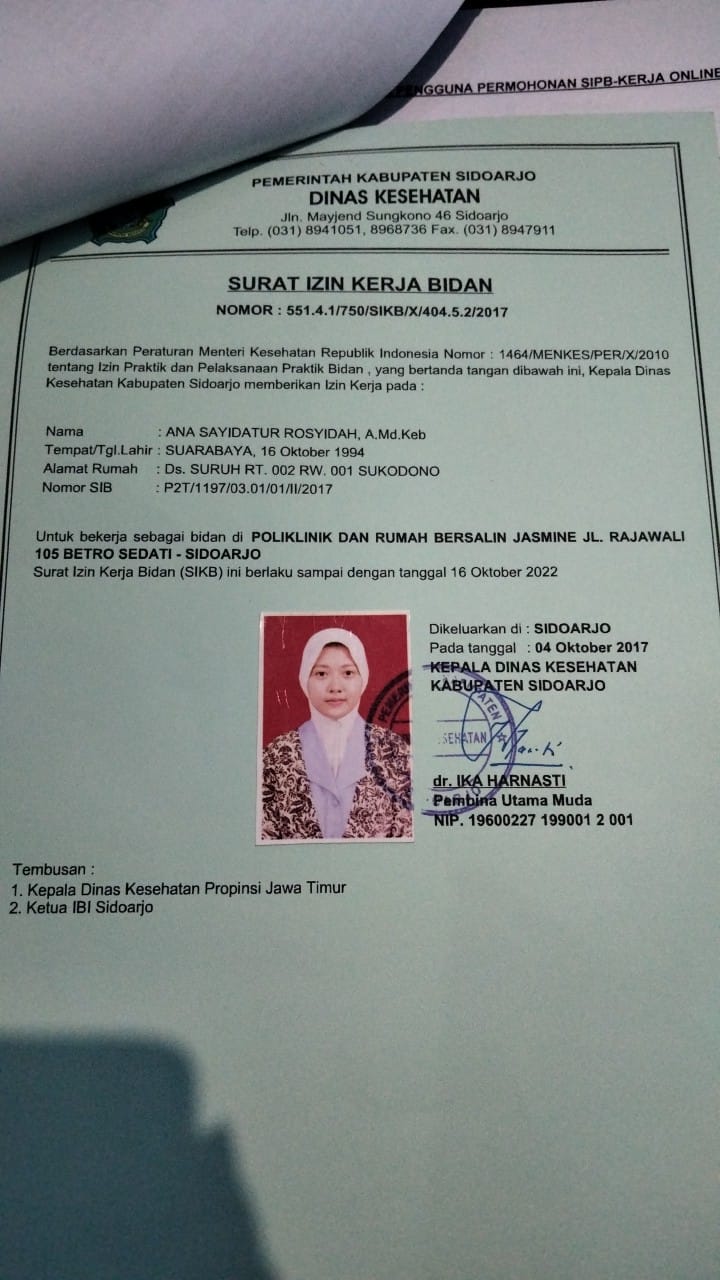 PENGGUNA PERMOHONAN SIPB-KERJA ONLINE
PEMERINTAH KABUPATEN SIDOARJO
DINAS KESEHATAN
Jln. Mayjend Sungkono 46 Sidoarjo
Telp. (031) 8941051, 8968736 Fax. (031) 8947911
SURAT IZIN KERJA BIDAN
NOMOR : 551.4.1/750/SIKB/X/404.5.2/2017
Berdasarkan Peraturan Menteri Kesehatan Republik Indonesia Nomor : 1464/MENKES/PER/X/2010
tentang Izin Praktik dan Pelaksanaan Praktik Bidan , yang bertanda tangan dibawah ini, Kepala Dinas
Kesehatan Kabupaten Sidoarjo memberikan Izin Kerja pada :
Nama : ANA SAYIDATUR ROSYIDAH, A.Md.Keb
Tempat/Tgl.Lahir : SUARABAYA, 16 Oktober 1994
Alamat Rumah : Ds. SURUH RT. 002 RW. 001 SUKODONO
Nomor SIB : P2T/1197/03.01/01/II/2017
Untuk bekerja sebagai bidan di POLIKLINIK DAN RUMAH BERSALIN JASMINE JL. RAJAWALI
105 BETRO SEDATI - SIDOARJO
Surat Izin Kerja Bidan (SIKB) ini berlaku sampai dengan tanggal 16 Oktober 2022
Dikeluarkan di : SIDOARJO
Pada tanggal : 04 Oktober 2017
KEPALA DINAS KESEHATAN
KABUPATEN SIDOARJO
dr. IKA HARNASTI
Pembina Utama Muda
NIP. 19600227 199001 2 001
Tembusan :
1. Kepala Dinas Kesehatan Propinsi Jawa Timur
2. Ketua IBI Sidoarjo